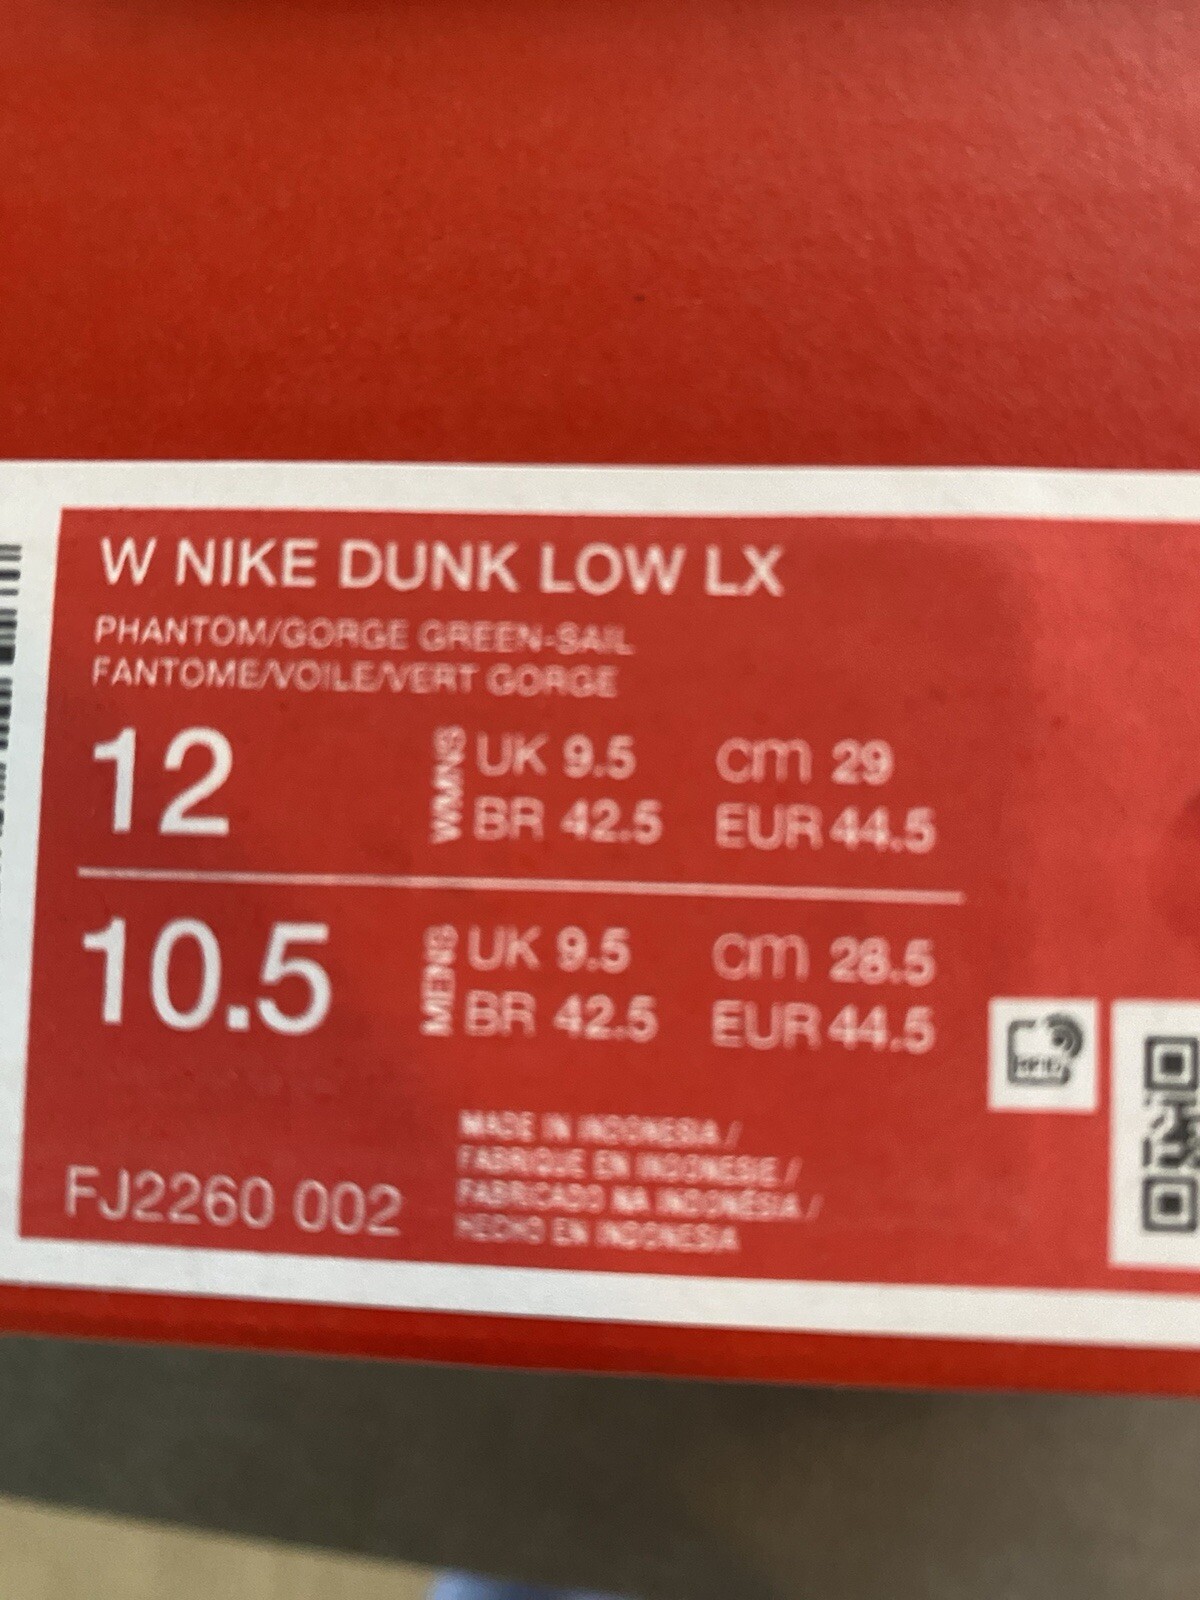 W NIKE DUNK LOW LX
PHANTOM/GORGE GREEN-SAIL
FANTOME/VOILE/VERT GORGE
12
WMNS
UK 9.5 cm 29
BR 42.5 EUR 44.5
10.5
MENS
UK 9.5 cm 28.5
BR 42.5 EUR 44.5
RFID
MADE IN INDONESIA /
FABRIQUE EN INDONESIE /
FABRICADO NA INDONÉSIA /
HECHO EN INDONESIA
FJ2260 002